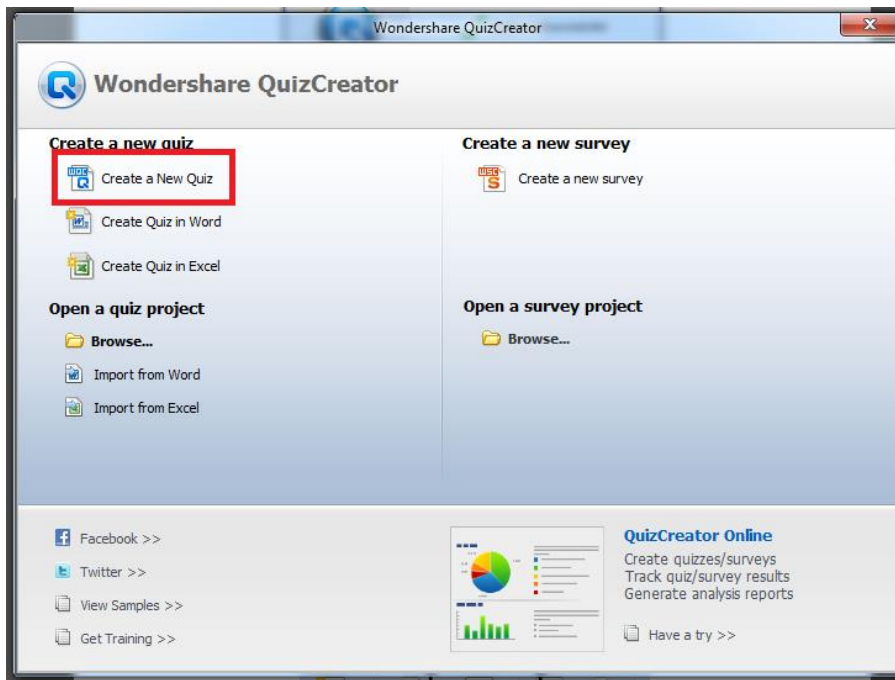 Wondershare QuizCreator
Wondershare QuizCreator
Create a new quiz
Create a New Quiz
Create Quiz in Word
Create Quiz in Excel
Open a quiz project
Browse...
Import from Word
Import from Excel
Create a new survey
Create a new survey
Open a survey project
Browse...
Facebook >>
Twitter >>
View Samples >>
Get Training >>
QuizCreator Online
Create quizzes/surveys
Track quiz/survey results
Generate analysis reports
Have a try >>